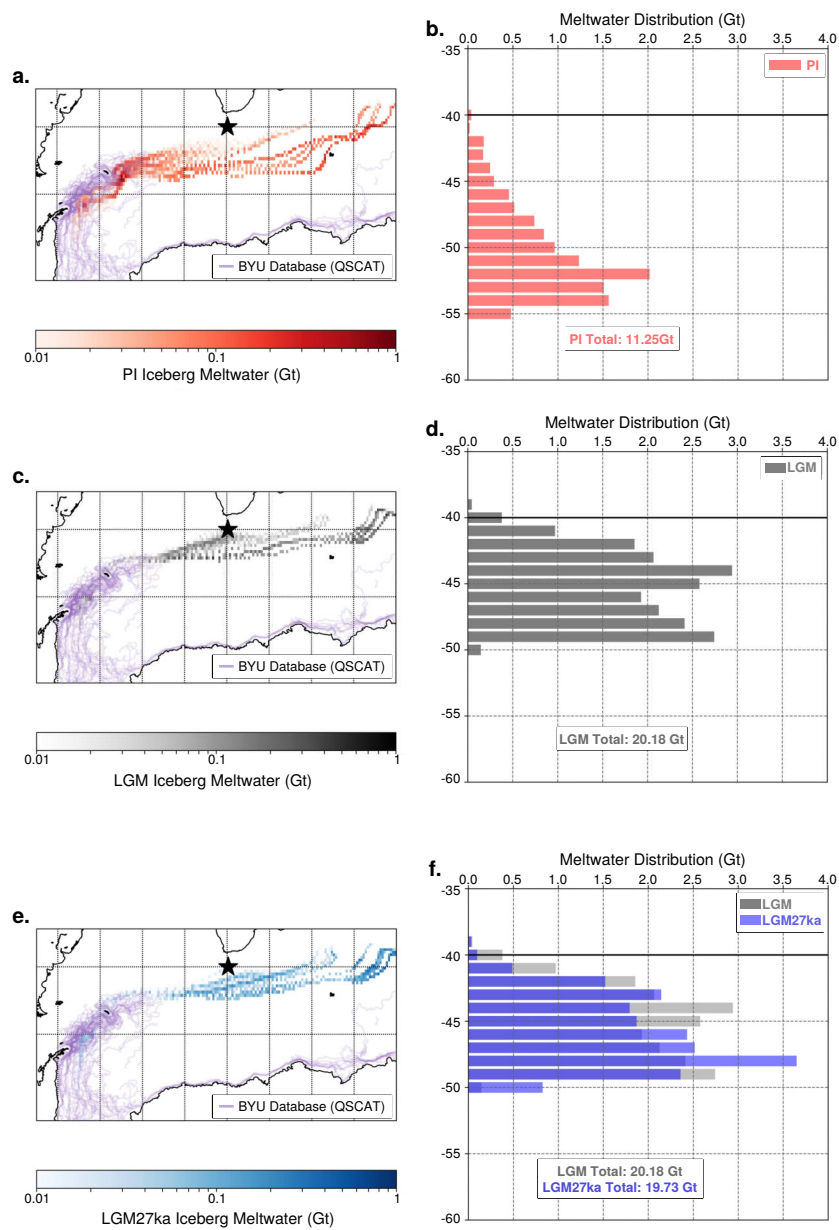 a.
BYU Database (QSCAT)
0.01 0.1 1
PI Iceberg Meltwater (Gt)
b.
Meltwater Distribution (Gt)
0.0 0.5 1.0 1.5 2.0 2.5 3.0 3.5 4.0
-35
PI
-40
-45
-50
-55
PI Total: 11.25Gt
-60
c.
BYU Database (QSCAT)
0.01 0.1 1
LGM Iceberg Meltwater (Gt)
d.
Meltwater Distribution (Gt)
0.0 0.5 1.0 1.5 2.0 2.5 3.0 3.5 4.0
-35
LGM
-40
-45
-50
-55
LGM Total: 20.18 Gt
-60
e.
BYU Database (QSCAT)
0.01 0.1 1
LGM27ka Iceberg Meltwater (Gt)
f.
Meltwater Distribution (Gt)
0.0 0.5 1.0 1.5 2.0 2.5 3.0 3.5 4.0
-35
LGM
LGM27ka
-40
-45
-50
-55
LGM Total: 20.18 Gt
LGM27ka Total: 19.73 Gt
-60